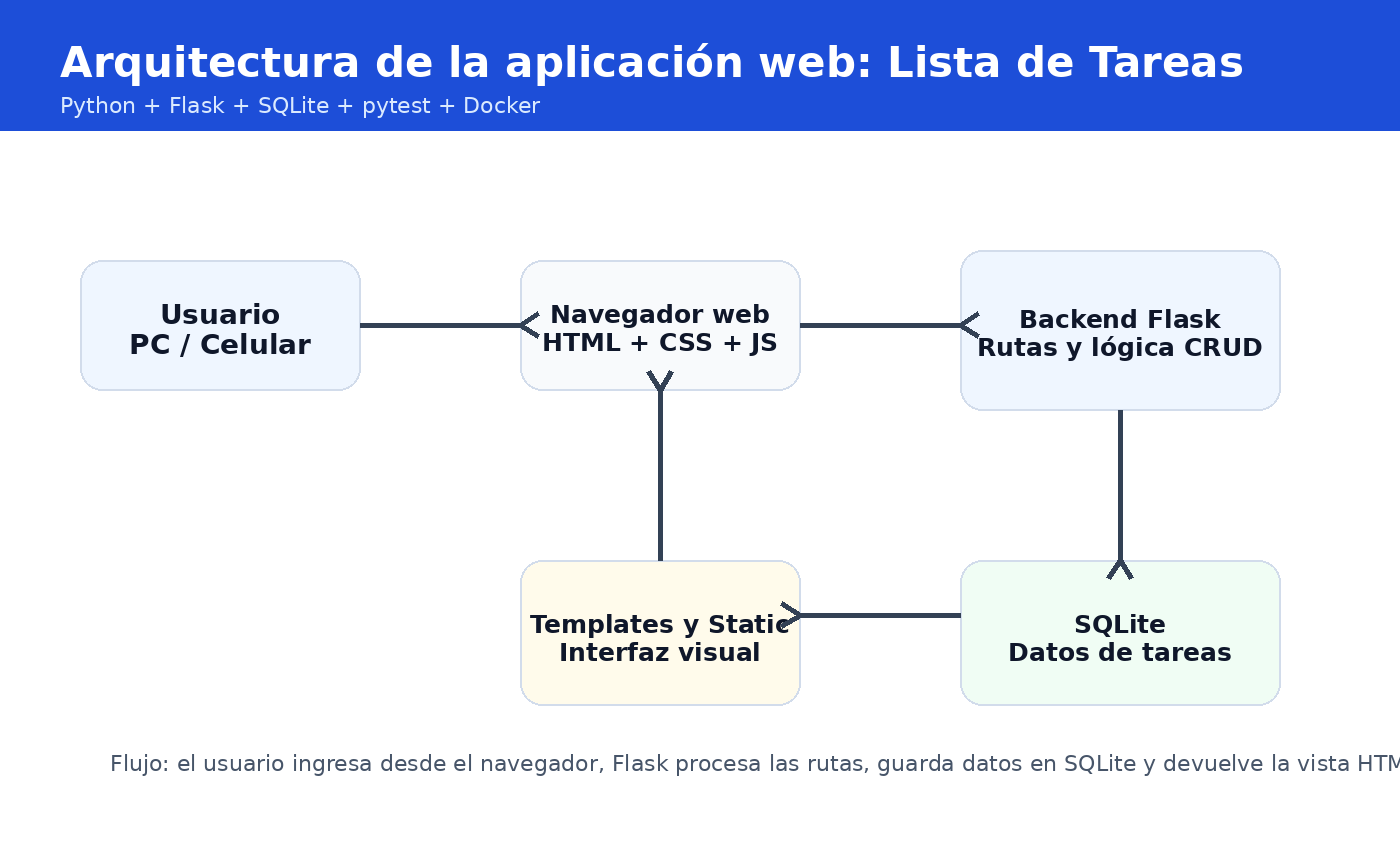 Arquitectura de la aplicación web: Lista de Tareas
Python + Flask + SQLite + pytest + Docker
Usuario
PC / Celular
Navegador web
HTML + CSS + JS
Backend Flask
Rutas y lógica CRUD
Templates y Static
Interfaz visual
SQLite
Datos de tareas
Flujo: el usuario ingresa desde el navegador, Flask procesa las rutas, guarda datos en SQLite y devuelve la vista HTM